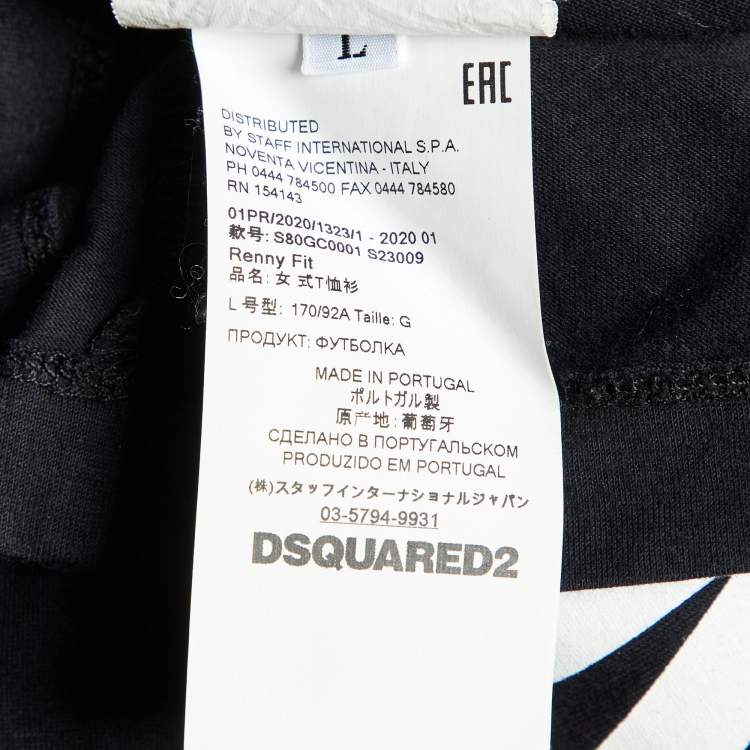 L
EAC
DISTRIBUTED
BY STAFF INTERNATIONAL S.P.A.
NOVENTA VICENTINA - ITALY
PH 0444 784500 FAX 0444 784580
RN 154143
01PR/2020/1323/1 - 2020 01
款号: S80GC0001 S23009
Renny Fit
品名: 女 式T恤衫
L 号型: 170/92A Taille: G
ПРОДУКТ: ФУТБОЛКА
MADE IN PORTUGAL
ポルトガル製
原产地: 葡萄牙
СДЕЛАНО В ПОРТУГАЛЬСКОМ
PRODUZIDO EM PORTUGAL
(株)スタッフインターナショナルジャパン
03-5794-9931
DSQUARED2